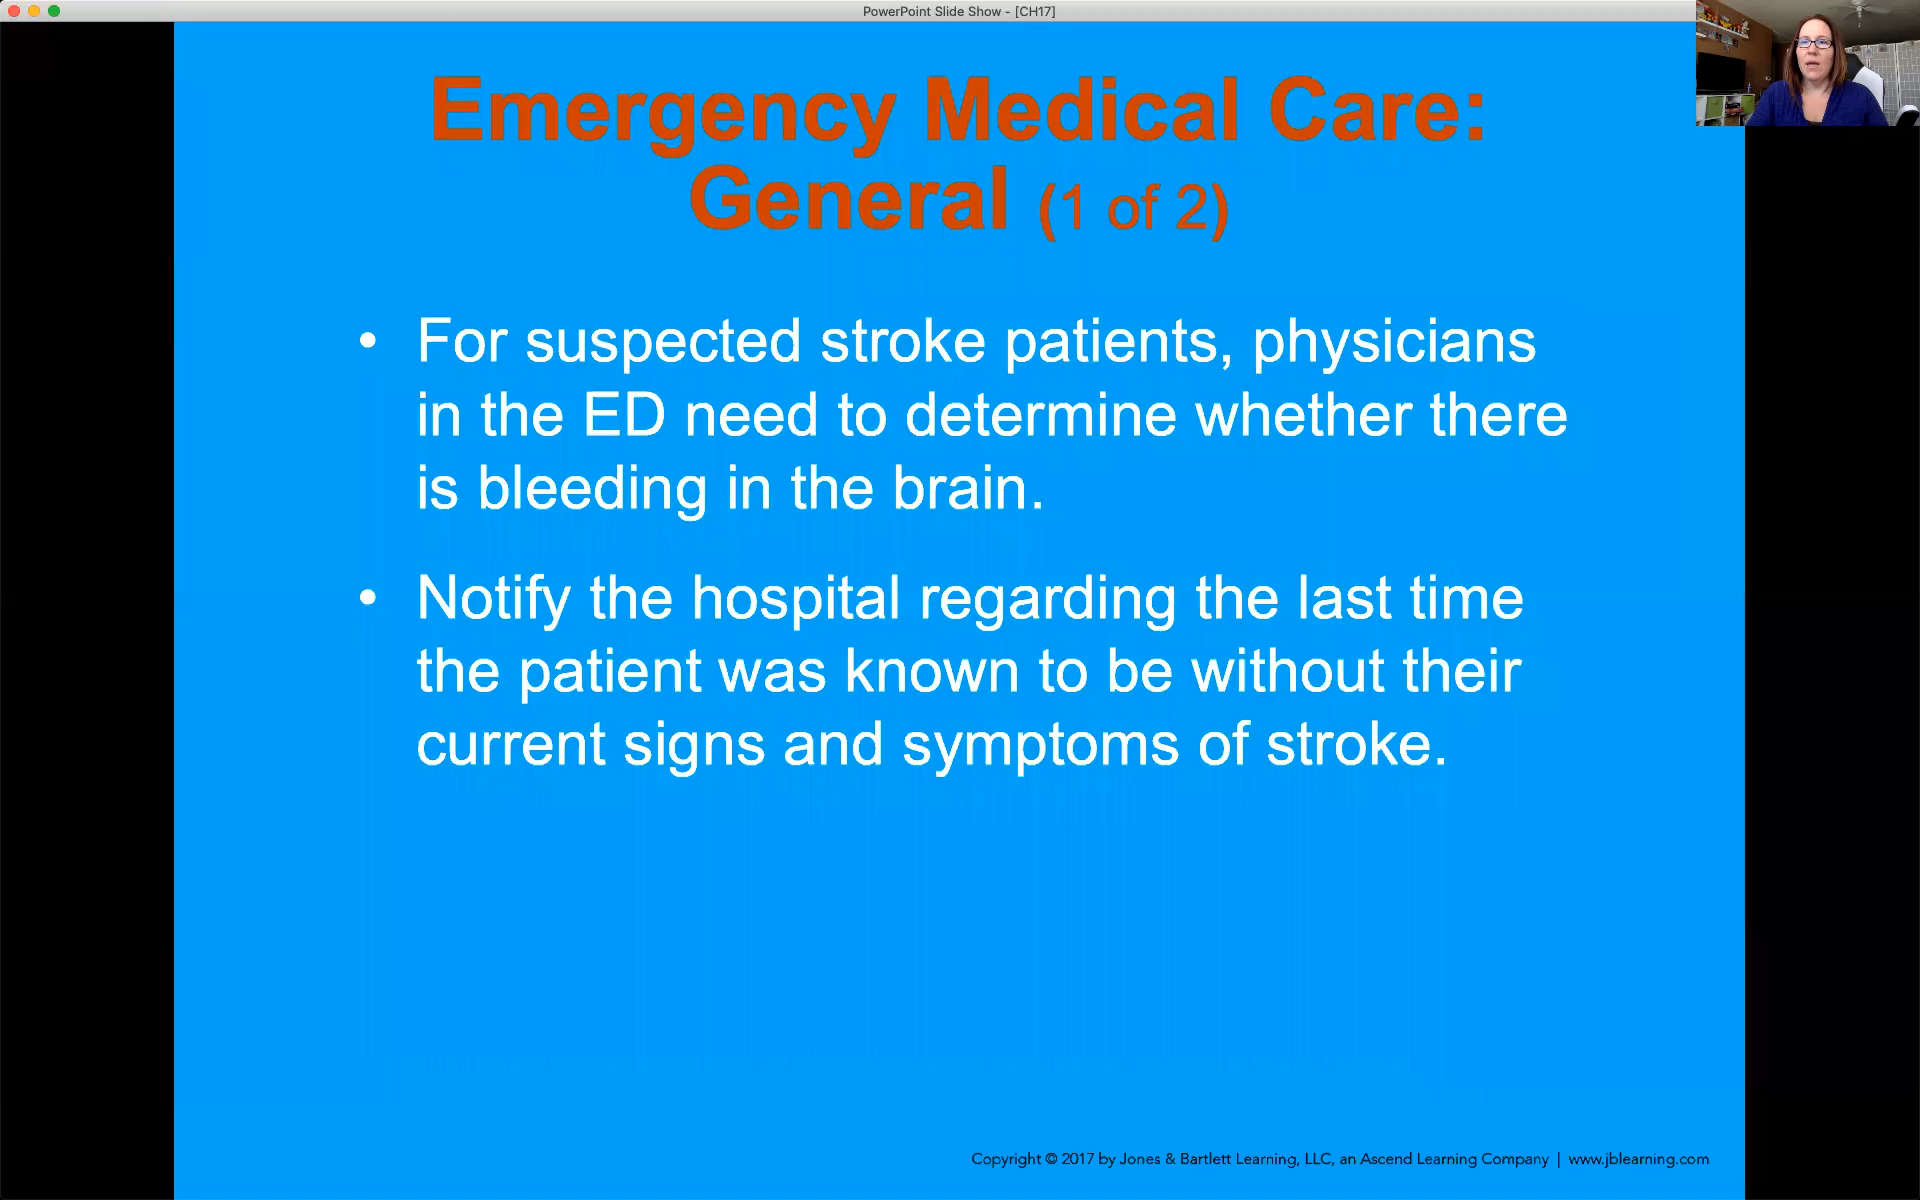 PowerPoint Slide Show - [CH17]
Emergency Medical Care:
General (1 of 2)
• For suspected stroke patients, physicians
in the ED need to determine whether there
is bleeding in the brain.
• Notify the hospital regarding the last time
the patient was known to be without their
current signs and symptoms of stroke.
Copyright © 2017 by Jones & Bartlett Learning, LLC, an Ascend Learning Company | www.jblearning.com